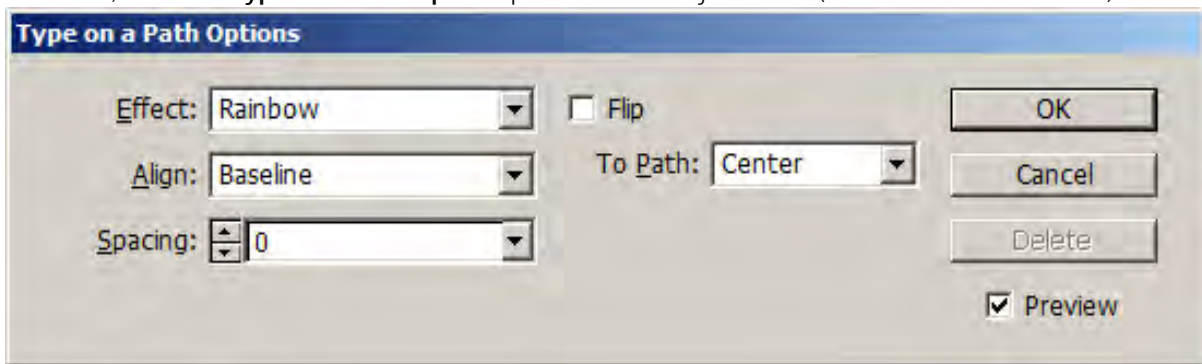 Type on a Path Options
Effect: Rainbow
Flip
OK
Align: Baseline
To Path: Center
Cancel
Spacing: 0
Delete
Preview